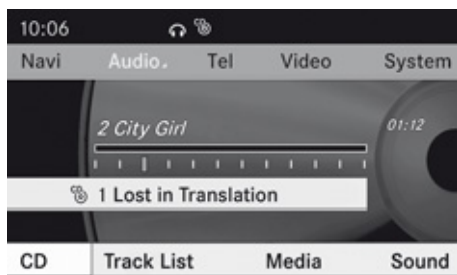 10:06
Navi Audio Tel Video System
2 City Girl 01:12
1 Lost in Translation
CD Track List Media Sound